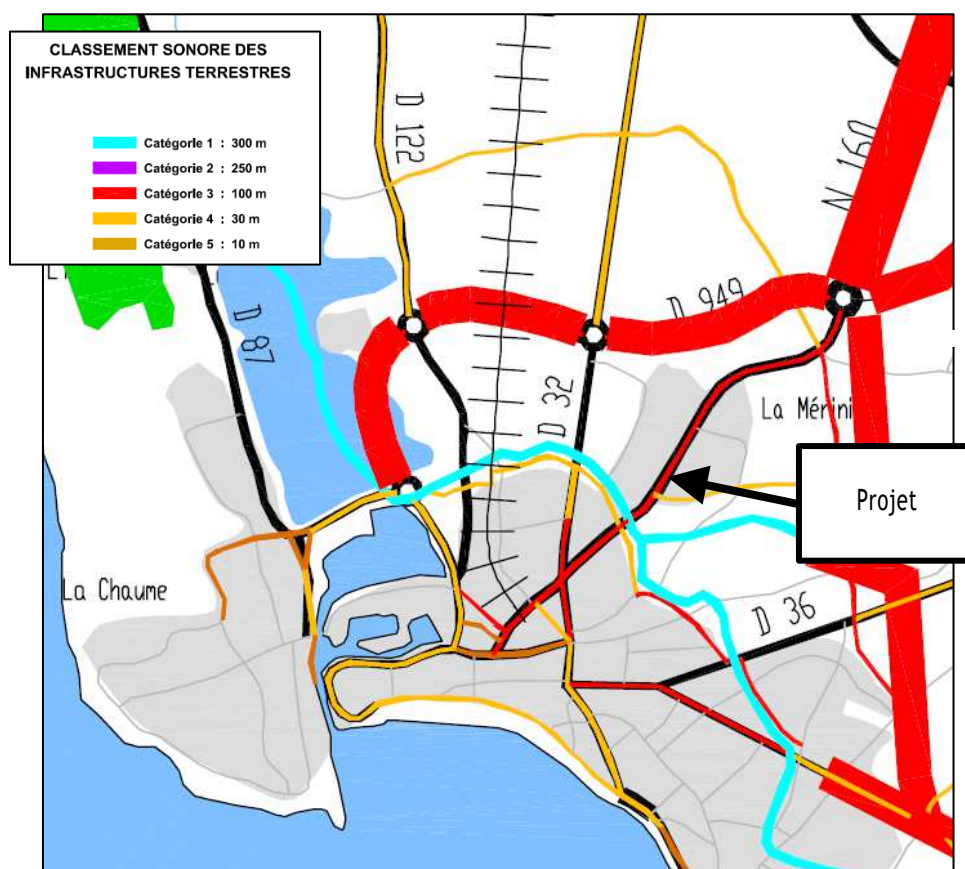 CLASSEMENT SONORE DES
INFRASTRUCTURES TERRESTRES
Catégorie 1 : 300 m
Catégorie 2 : 250 m
Catégorie 3 : 100 m
Catégorie 4 : 30 m
Catégorie 5 : 10 m
D 122
N 160
D 949
D 87
D 32
La Mérini
Projet
La Chaume
D 36